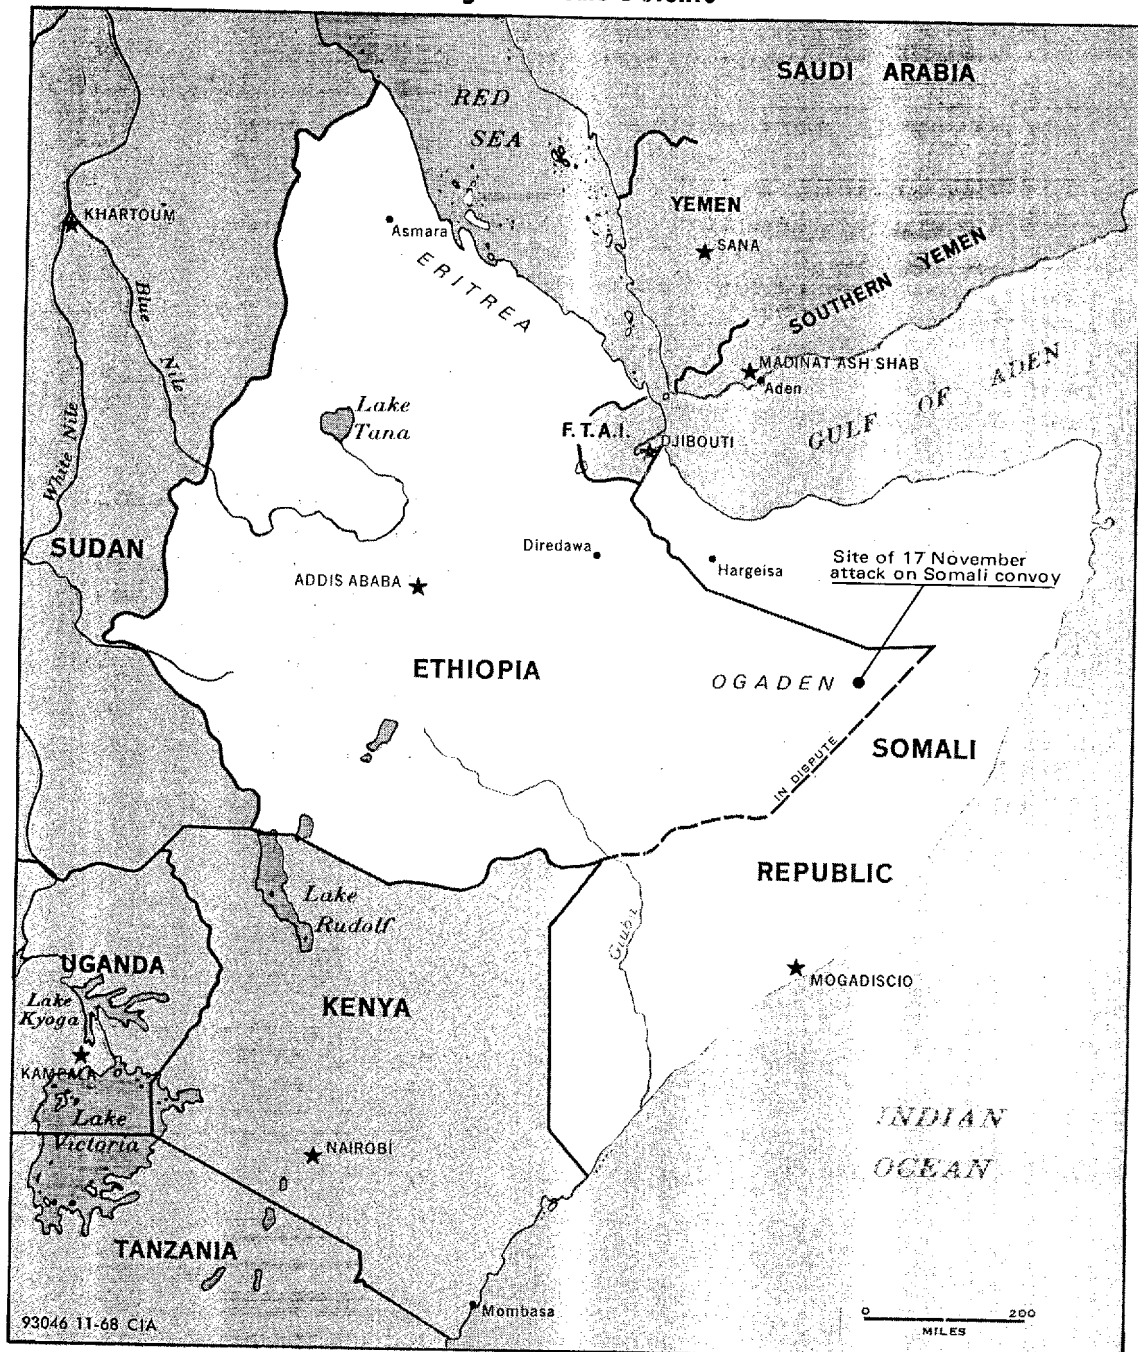 SAUDI ARABIA
RED
SEA
YEMEN
KHARTOUM
Asmara
SANA
ERITREA
SOUTHERN YEMEN
Blue
Nile
MADINAT ASH SHAB
Aden
GULF OF ADEN
Lake
Tana
F.T.A.I.
DJIBOUTI
White Nile
SUDAN
Diredawa
Hargeisa
Site of 17 November
attack on Somali convoy
ADDIS ABABA
ETHIOPIA
OGADEN
SOMALI
IN DISPUTE
REPUBLIC
Lake
Rudolf
Giuba
UGANDA
Lake
Kyoga
KENYA
MOGADISCIO
KAMPALA
Lake
Victoria
INDIAN
OCEAN
NAIROBI
TANZANIA
Mombasa
0 200
MILES
93046 11-68 CIA